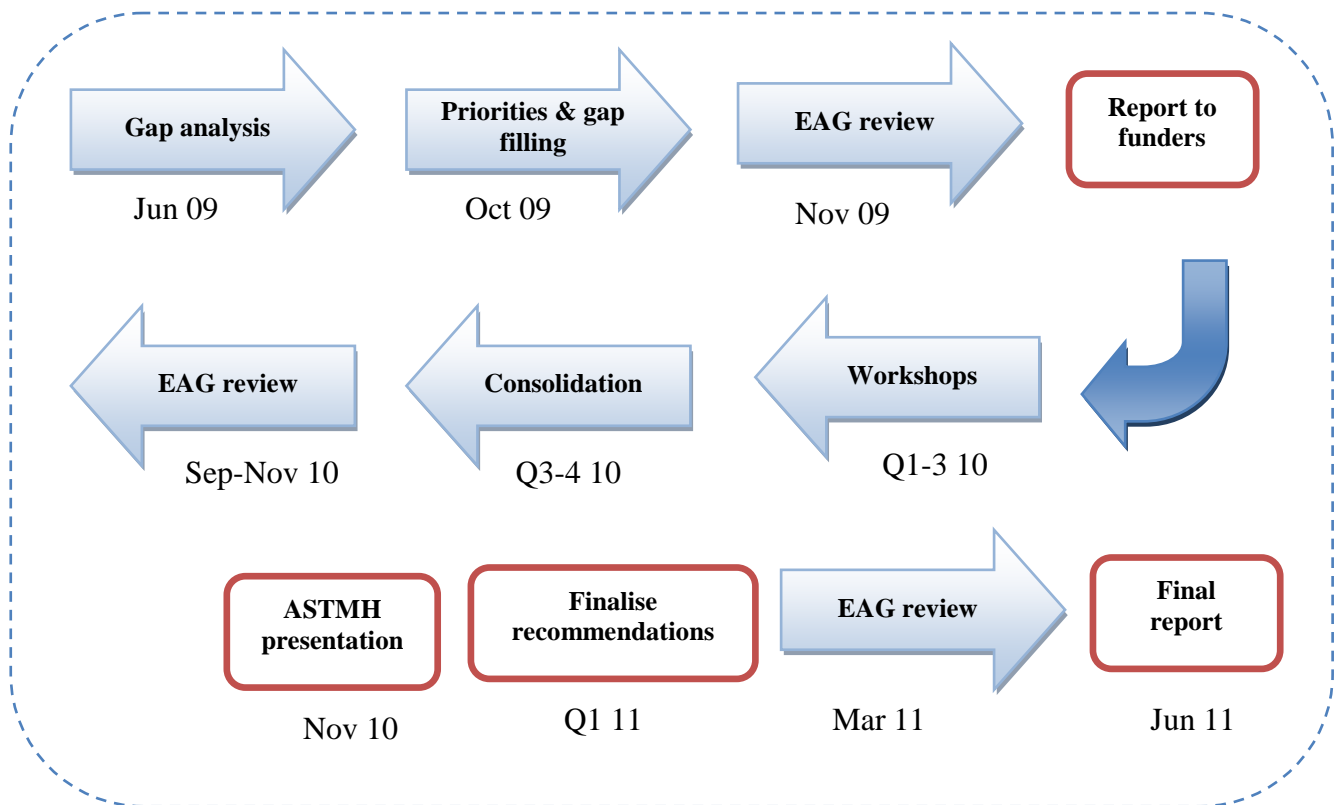 Gap analysis
Jun 09
Priorities & gap
filling
Oct 09
EAG review
Nov 09
Report to
funders
Workshops
Q1-3 10
Consolidation
Q3-4 10
EAG review
Sep-Nov 10
ASTMH
presentation
Nov 10
Finalise
recommendations
Q1 11
EAG review
Mar 11
Final
report
Jun 11